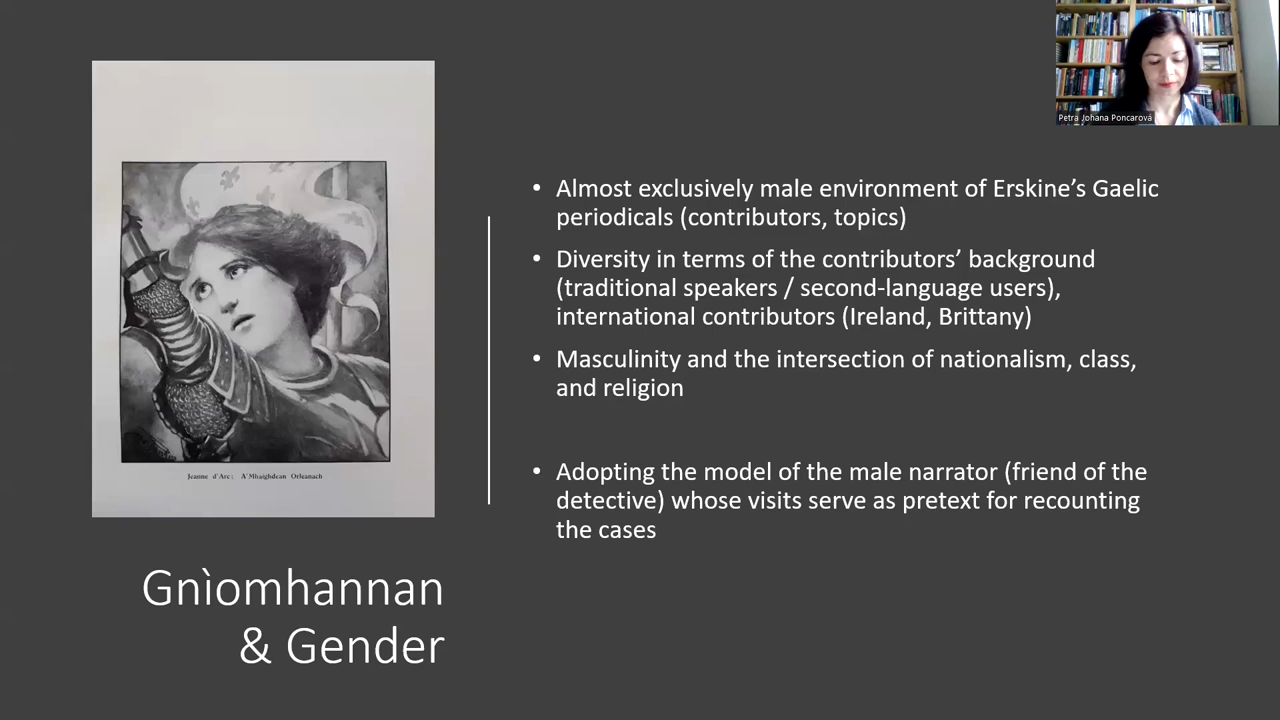 Petra Johana Poncarová
• Almost exclusively male environment of Erskine’s Gaelic
periodicals (contributors, topics)
• Diversity in terms of the contributors’ background
(traditional speakers / second-language users),
international contributors (Ireland, Brittany)
• Masculinity and the intersection of nationalism, class,
and religion
• Adopting the model of the male narrator (friend of the
detective) whose visits serve as pretext for recounting
the cases
Jeanne d'Arc: A'Mhaighdean Orleanach
Gnìomhannan
& Gender